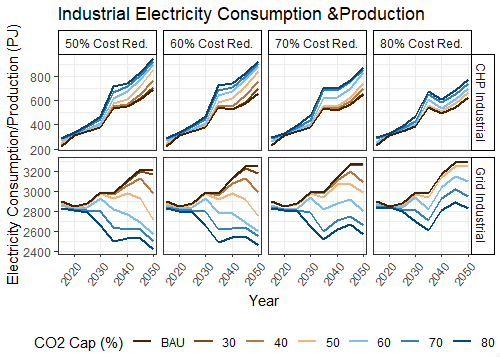 Industrial Electricity Consumption &Production
Electricity Consumption/Production (PJ)
50% Cost Red. 60% Cost Red. 70% Cost Red. 80% Cost Red.
800
600
400
200
CHP Industrial
3200
3000
2800
2600
2400
Grid Industrial
2020 2030 2040 2050 2020 2030 2040 2050 2020 2030 2040 2050 2020 2030 2040 2050
Year
CO2 Cap (%) BAU 30 40 50 60 70 80